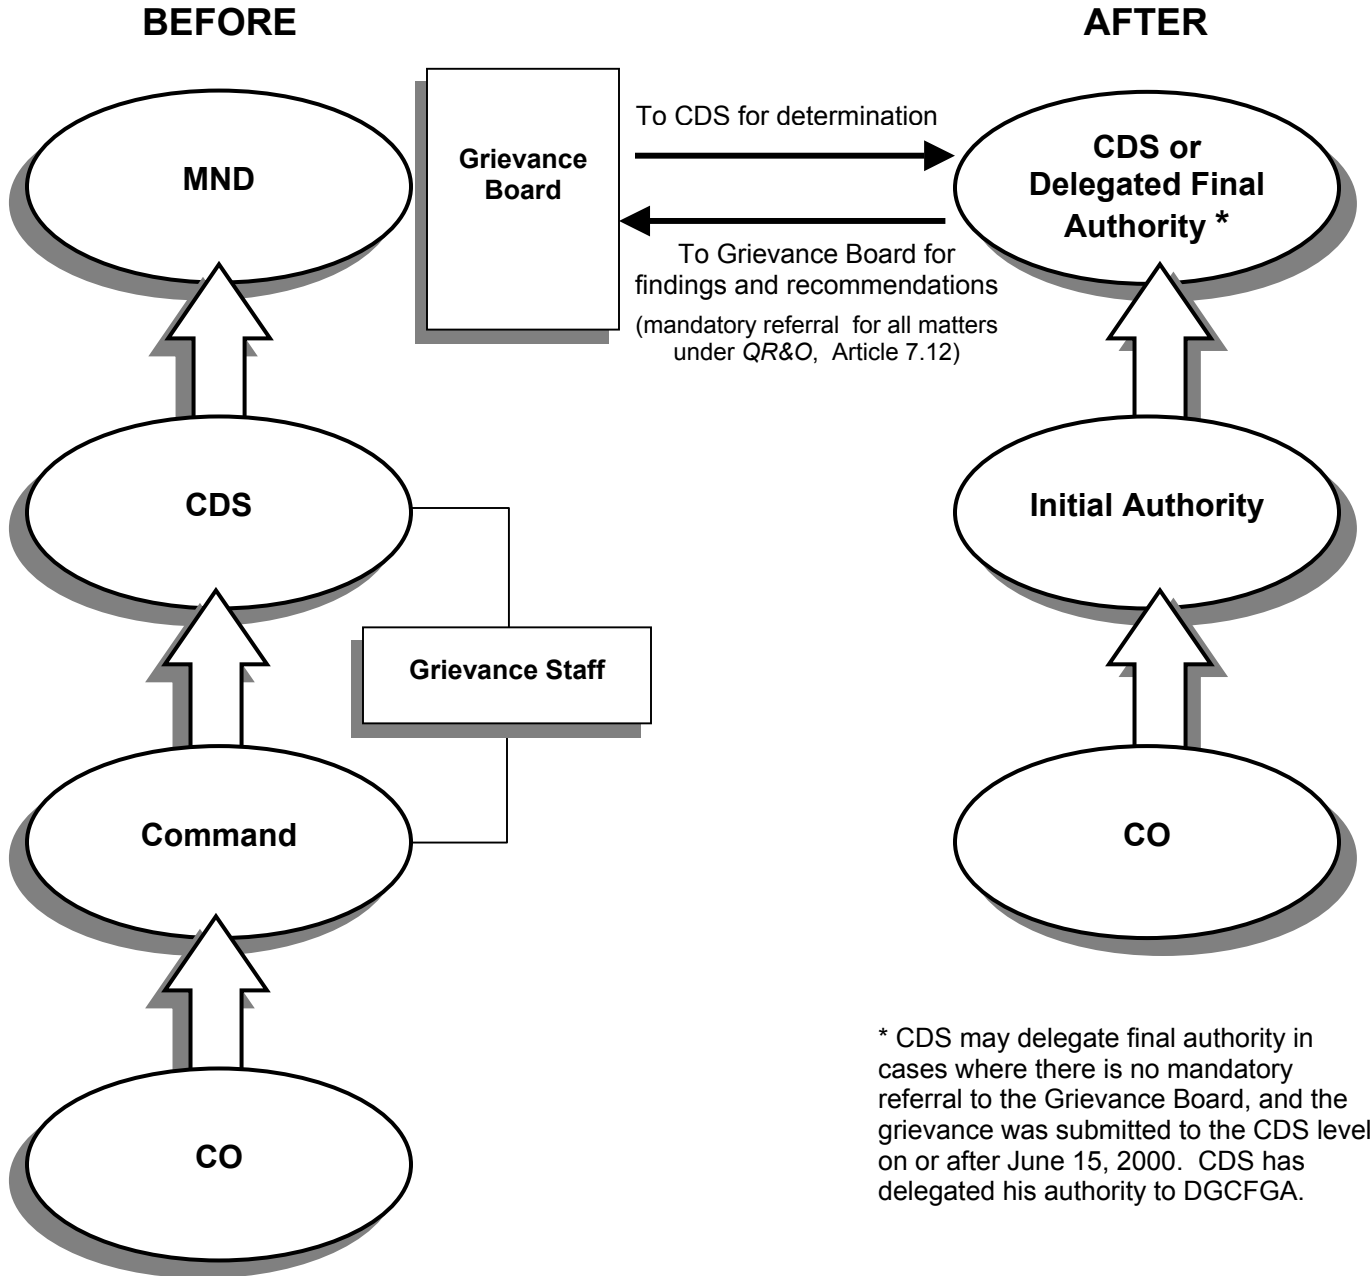 BEFORE
AFTER
MND
Grievance
Board
To CDS for determination
To Grievance Board for
findings and recommendations
(mandatory referral for all matters
under QR&O, Article 7.12)
CDS or
Delegated Final
Authority *
CDS
Initial Authority
Grievance Staff
Command
CO
CO
* CDS may delegate final authority in
cases where there is no mandatory
referral to the Grievance Board, and the
grievance was submitted to the CDS level
on or after June 15, 2000. CDS has
delegated his authority to DGCFGA.